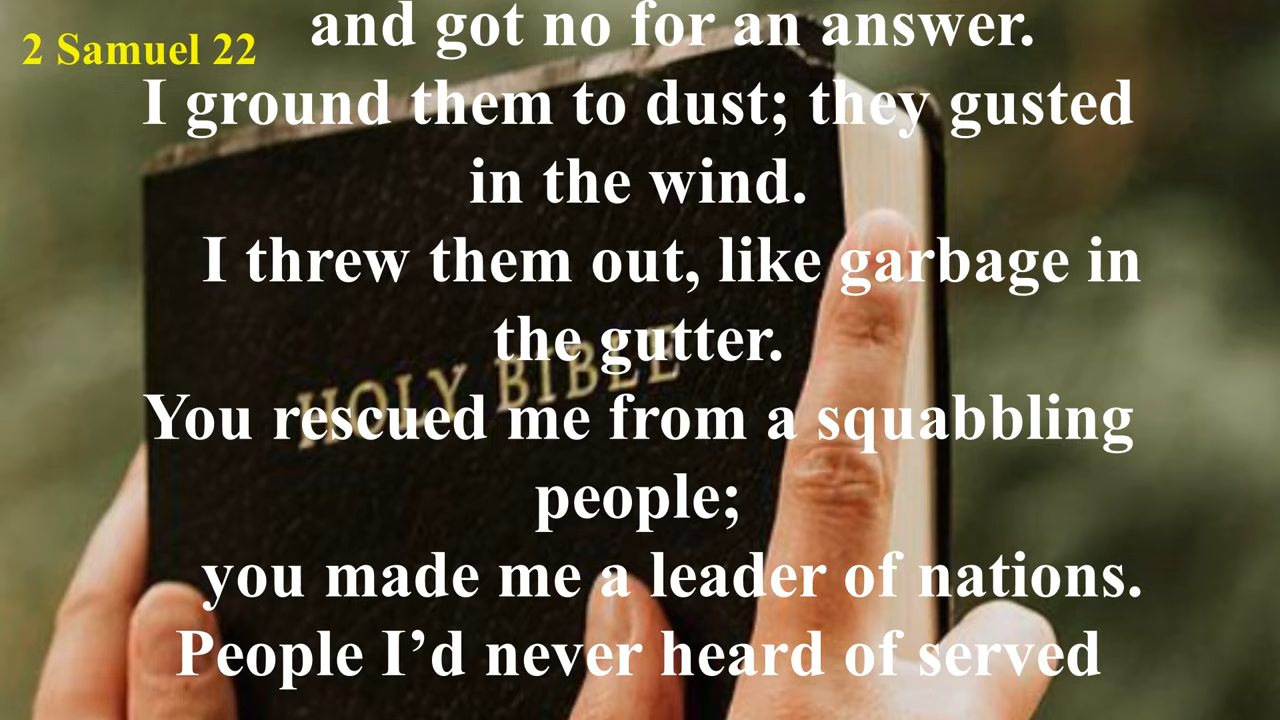 2 Samuel 22
and got no for an answer.
I ground them to dust; they gusted
in the wind.
I threw them out, like garbage in
the gutter.
You rescued me from a squabbling
people;
you made me a leader of nations.
People I’d never heard of served
HOLY BIBLE